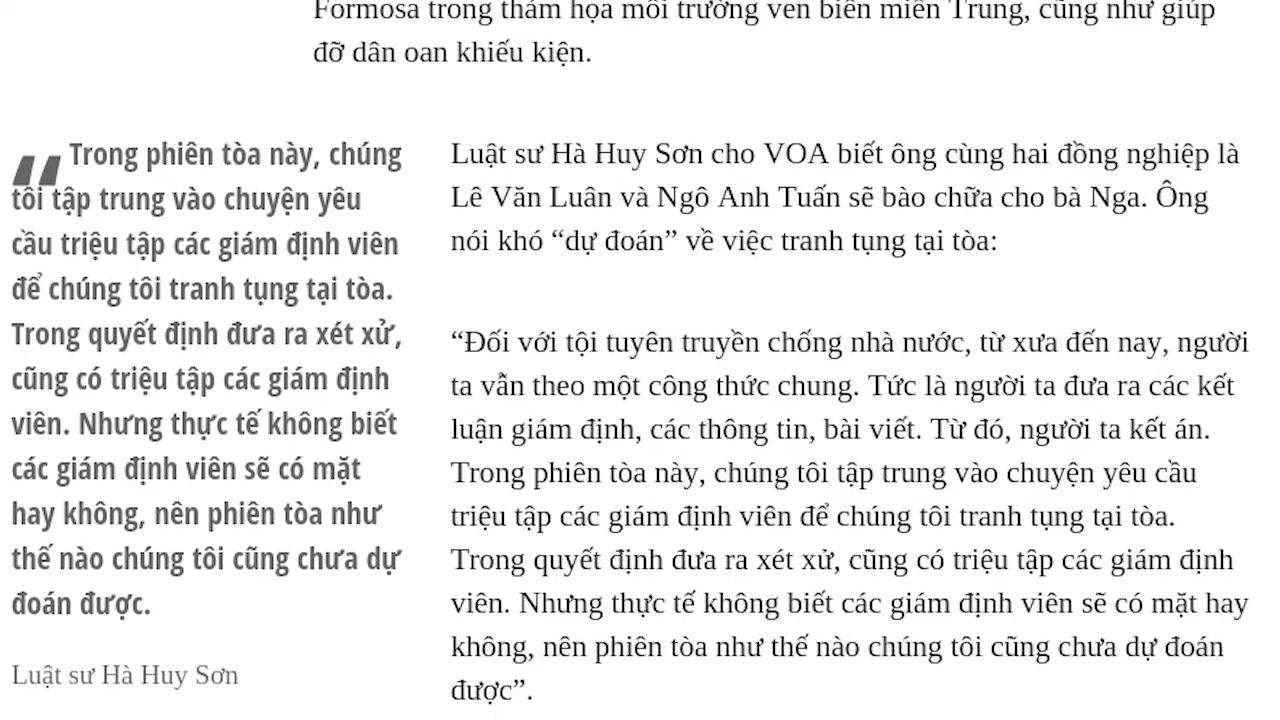 Formosa trong thảm họa môi trường ven biển miền Trung, cũng như giúp
đỡ dân oan khiếu kiện.
“Trong phiên tòa này, chúng
tôi tập trung vào chuyện yêu
cầu triệu tập các giám định viên
để chúng tôi tranh tụng tại tòa.
Trong quyết định đưa ra xét xử,
cũng có triệu tập các giám định
viên. Nhưng thực tế không biết
các giám định viên sẽ có mặt
hay không, nên phiên tòa như
thế nào chúng tôi cũng chưa dự
đoán được.
Luật sư Hà Huy Sơn
Luật sư Hà Huy Sơn cho VOA biết ông cùng hai đồng nghiệp là
Lê Văn Luân và Ngô Anh Tuấn sẽ bào chữa cho bà Nga. Ông
nói khó “dự đoán” về việc tranh tụng tại tòa:
“Đối với tội tuyên truyền chống nhà nước, từ xưa đến nay, người
ta vẫn theo một công thức chung. Tức là người ta đưa ra các kết
luận giám định, các thông tin, bài viết. Từ đó, người ta kết án.
Trong phiên tòa này, chúng tôi tập trung vào chuyện yêu cầu
triệu tập các giám định viên để chúng tôi tranh tụng tại tòa.
Trong quyết định đưa ra xét xử, cũng có triệu tập các giám định
viên. Nhưng thực tế không biết các giám định viên sẽ có mặt hay
không, nên phiên tòa như thế nào chúng tôi cũng chưa dự đoán
được”.